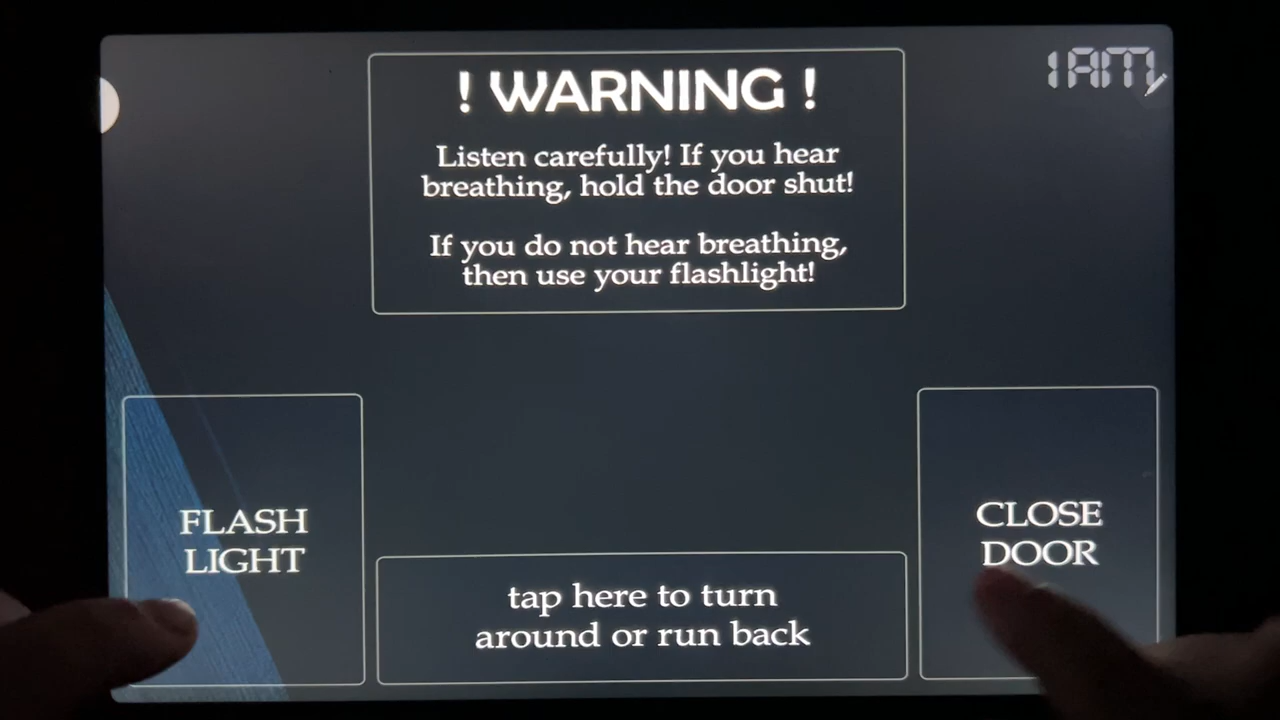 ! WARNING !
1AM
Listen carefully! If you hear
breathing, hold the door shut!
If you do not hear breathing,
then use your flashlight!
FLASH
LIGHT
CLOSE
DOOR
tap here to turn
around or run back